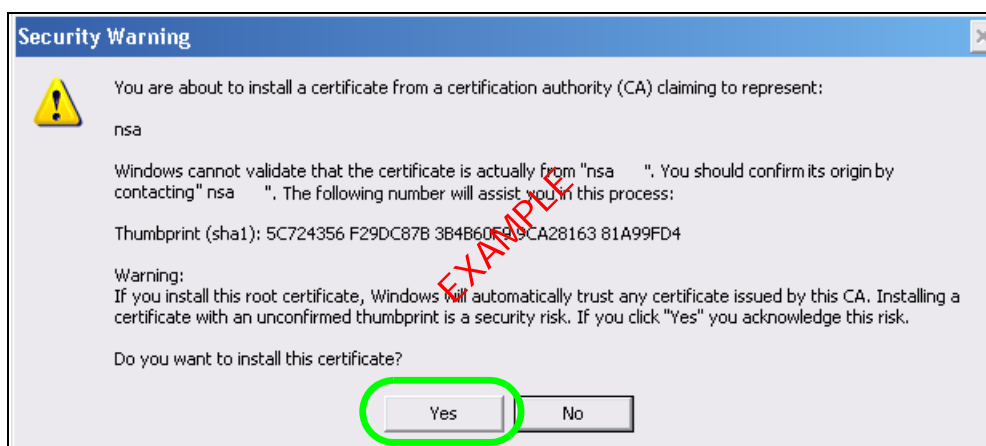 Security Warning
You are about to install a certificate from a certification authority (CA) claiming to represent:
nsa
Windows cannot validate that the certificate is actually from "nsa     ". You should confirm its origin by
contacting" nsa     ". The following number will assist you in this process:
Thumbprint (sha1): 5C724356 F29DC87B 3B4B60F9 9CA28163 81A99FD4
EXAMPLE
Warning:
If you install this root certificate, Windows will automatically trust any certificate issued by this CA. Installing a
certificate with an unconfirmed thumbprint is a security risk. If you click "Yes" you acknowledge this risk.
Do you want to install this certificate?
Yes No